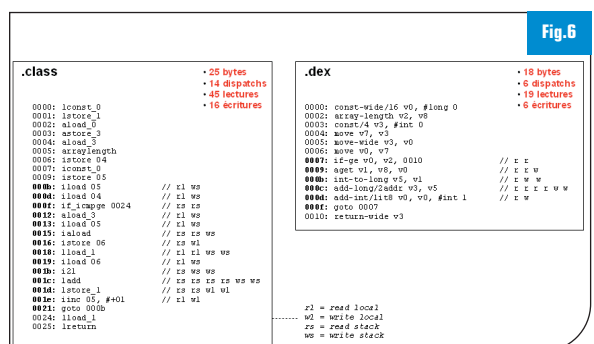 Fig.6
.class
• 25 bytes
• 14 dispatchs
• 45 lectures
• 16 écritures
0000: lconst_0
0001: lstore_1
0002: aload_0
0003: astore_3
0004: aload_3
0005: arraylength
0006: istore 04
0007: iconst_0
0009: istore 05
000b: iload 05 // rl ws
000d: iload 04 // rl ws
000f: if_icmpge 0024 // rs rs
0012: aload_3 // rl ws
0013: iload 05 // rl ws
0015: iaload // rs rs ws
0016: istore 06 // rs wl
0018: lload_1 // rl rl ws ws
0019: iload 06 // rl ws
001b: i2l // rs ws ws
001c: ladd // rs rs rs rs ws ws
001d: lstore_1 // rs rs wl wl
001e: iinc 05, #+01 // rl wl
0021: goto 000b
0024: lload_1
0025: lreturn
.dex
• 18 bytes
• 6 dispatchs
• 19 lectures
• 6 écritures
0000: const-wide/16 v0, #long 0
0002: array-length v2, v8
0003: const/4 v3, #int 0
0004: move v7, v3
0005: move-wide v3, v0
0006: move v0, v7
0007: if-ge v0, v2, 0010 // r r
0009: aget v1, v8, v0 // r r w
000b: int-to-long v5, v1 // r w w
000c: add-long/2addr v3, v5 // r r r r w w
000d: add-int/lit8 v0, v0, #int 1 // r w
000f: goto 0007
0010: return-wide v3
rl = read local
wl = write local
rs = read stack
ws = write stack